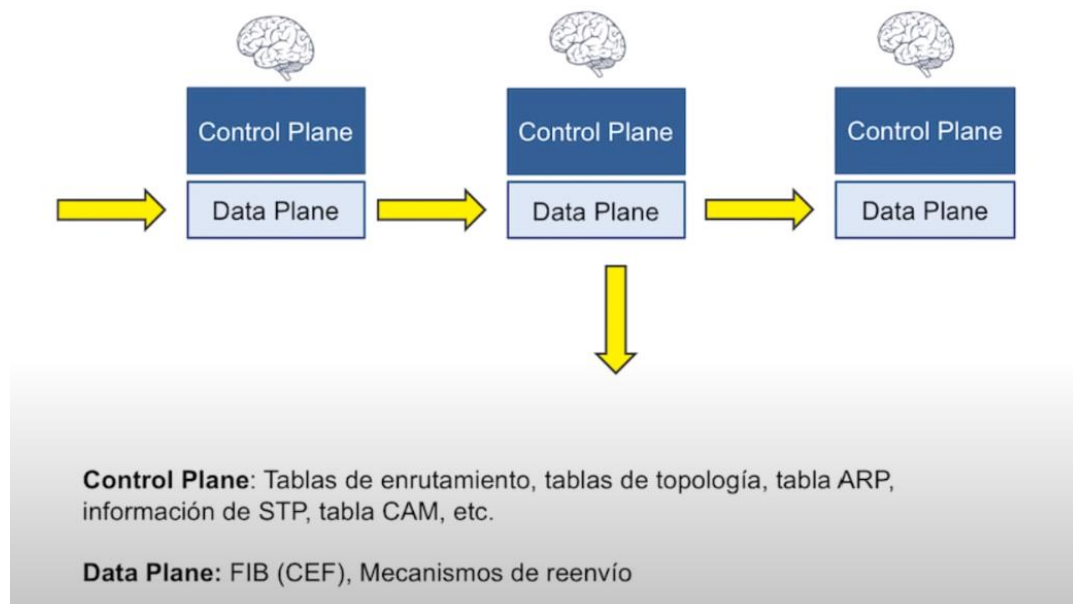 Control Plane
Control Plane
Control Plane
Data Plane
Data Plane
Data Plane
Control Plane: Tablas de enrutamiento, tablas de topología, tabla ARP,
información de STP, tabla CAM, etc.
Data Plane: FIB (CEF), Mecanismos de reenvío